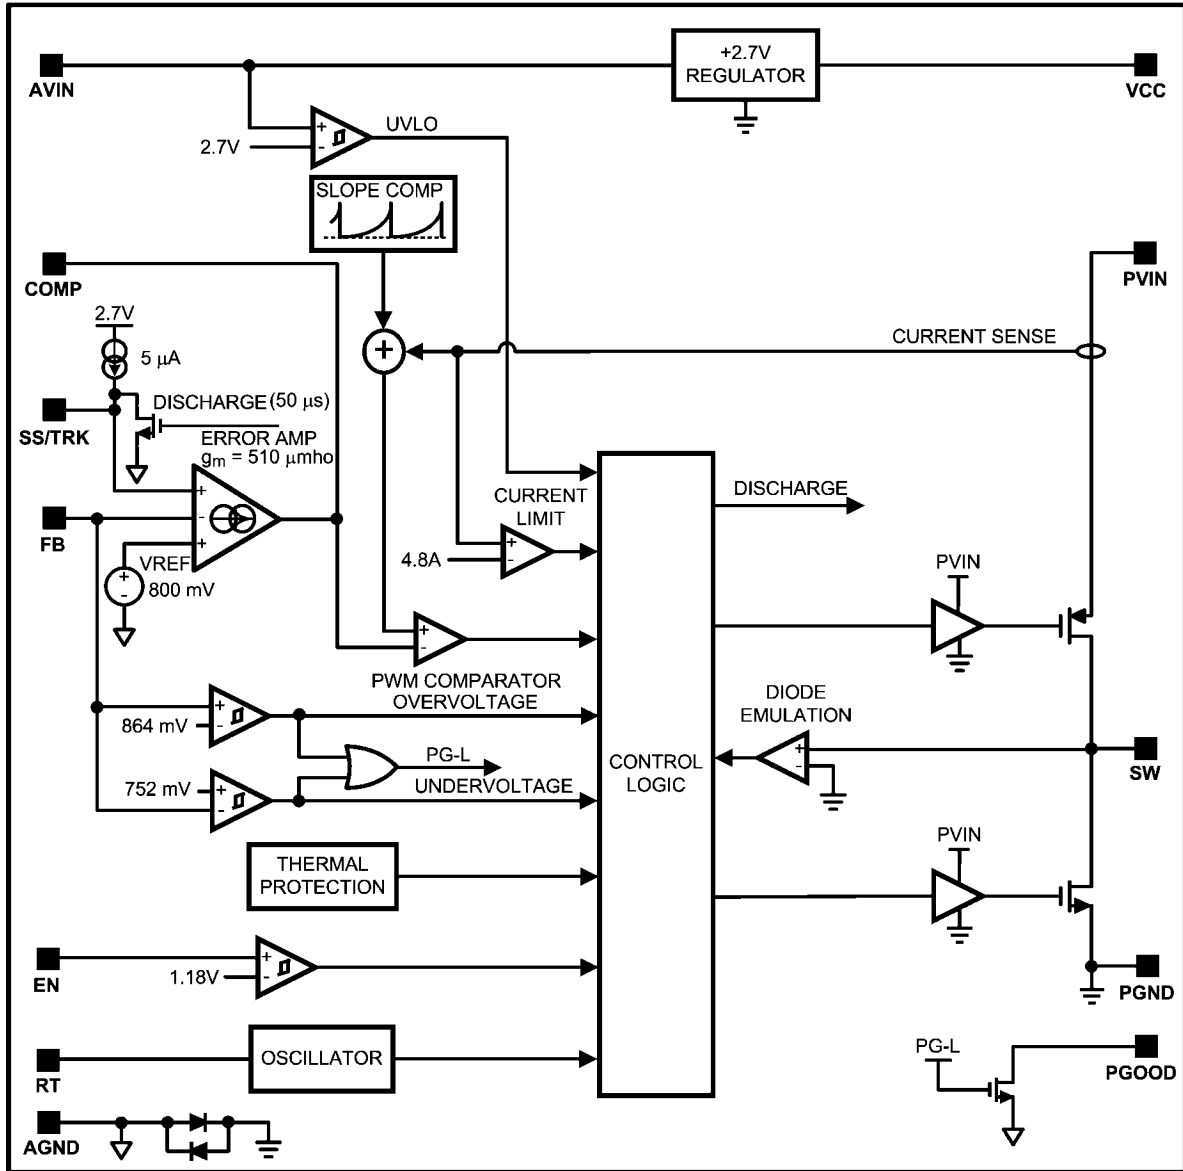 +2.7V
REGULATOR
AVIN
VCC
UVLO
+
2.7V
-
SLOPE COMP
COMP
PVIN
2.7V
CURRENT SENSE
+
5 μA
DISCHARGE (50 μs)
SS/TRK
ERROR AMP
gm = 510 μmho
+
CURRENT
LIMIT
DISCHARGE
FB
-
+
VREF
+
-
800 mV
+
4.8A
-
PVIN
+
-
PWM COMPARATOR
OVERVOLTAGE
DIODE
EMULATION
+
864 mV
-
PG-L
CONTROL
LOGIC
+
-
SW
752 mV
+
-
UNDERVOLTAGE
PVIN
THERMAL
PROTECTION
EN
+
1.18V
-
PGND
RT
OSCILLATOR
PG-L
PGOOD
AGND